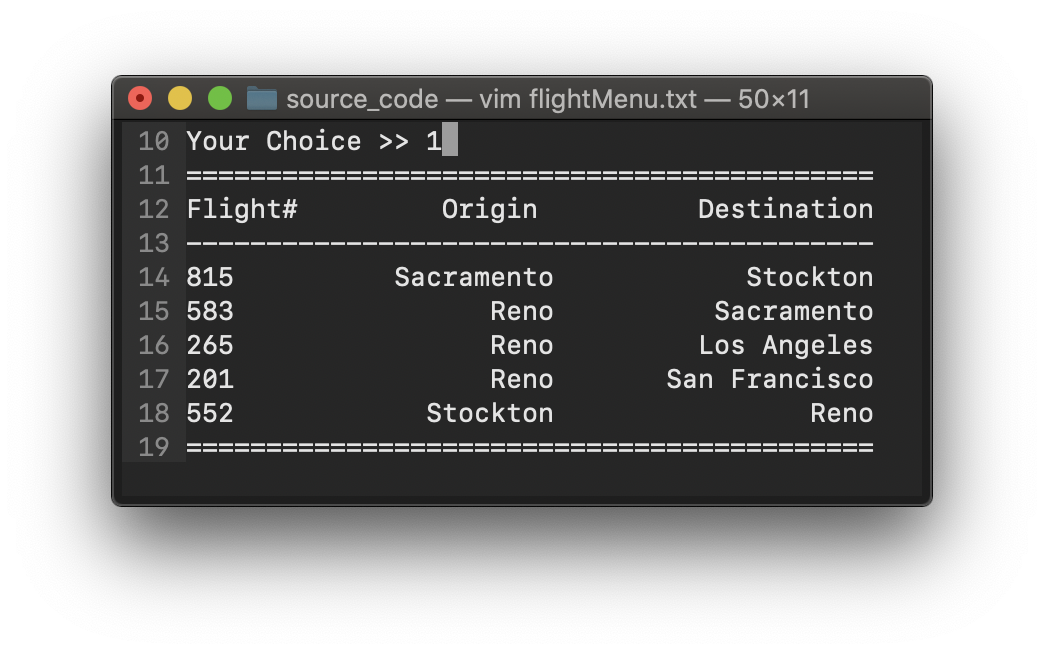 source_code — vim flightMenu.txt — 50×11
10 Your Choice >> 1
11 ===========================================
12 Flight#         Origin          Destination
13 -------------------------------------------
14 815          Sacramento            Stockton
15 583                Reno          Sacramento
16 265                Reno         Los Angeles
17 201                Reno       San Francisco
18 552            Stockton                Reno
19 ===========================================